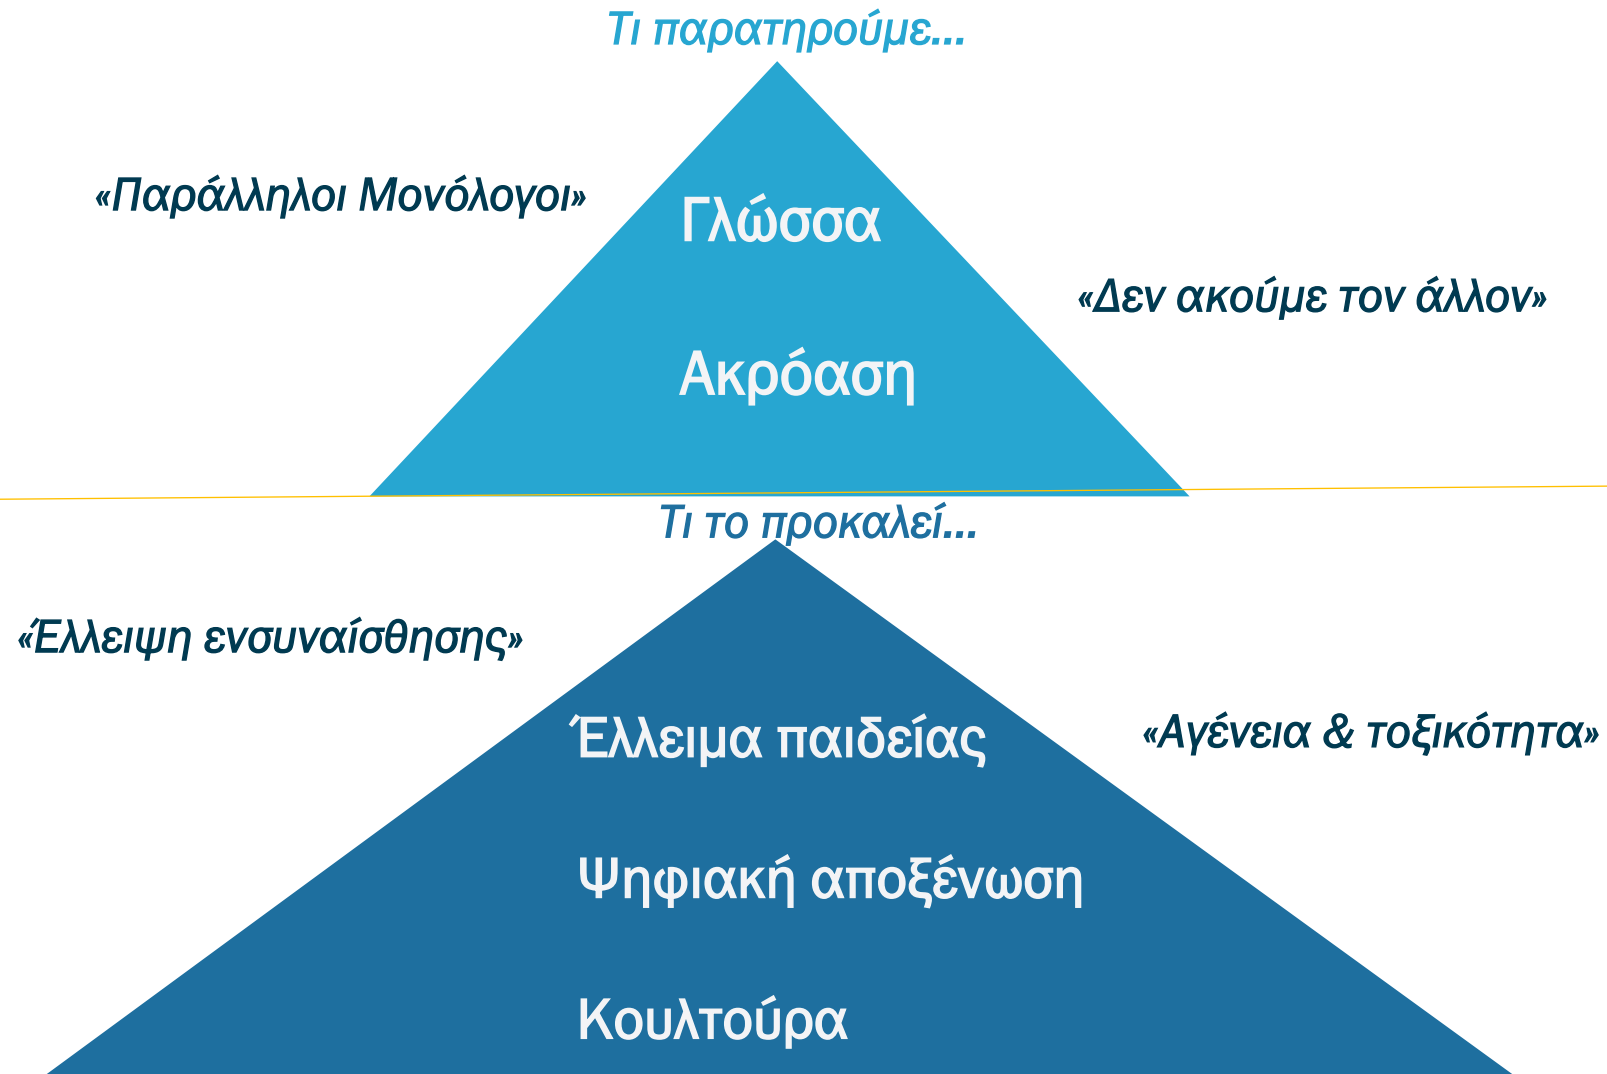 Τι παρατηρούμε...
«Παράλληλοι Μονόλογοι»
Γλώσσα
«Δεν ακούμε τον άλλον»
Ακρόαση
Τι το προκαλεί...
«Έλλειψη ενσυναίσθησης»
Έλλειμα παιδείας
«Αγένεια & τοξικότητα»
Ψηφιακή αποξένωση
Κουλτούρα